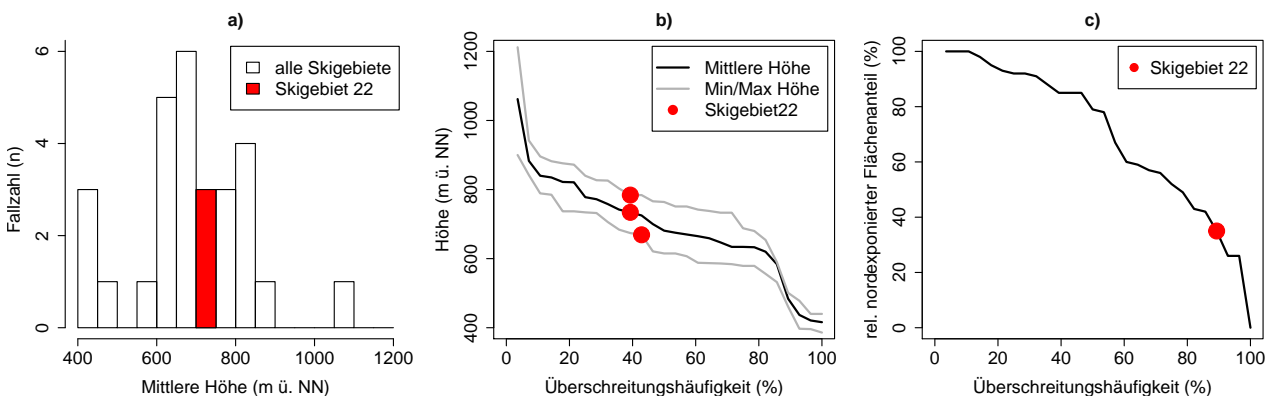 a)
Fallzahl (n)
6
4
2
0
alle Skigebiete
Skigebiet 22
400
600
800
1000
1200
Mittlere Höhe (m ü. NN)
b)
Höhe (m ü. NN)
1200
1000
800
600
400
Mittlere Höhe
Min/Max Höhe
Skigebiet22
0
20
40
60
80
100
Überschreitungshäufigkeit (%)
c)
rel. nordexponierter Flächenanteil (%)
100
80
60
40
20
0
Skigebiet 22
0
20
40
60
80
100
Überschreitungshäufigkeit (%)